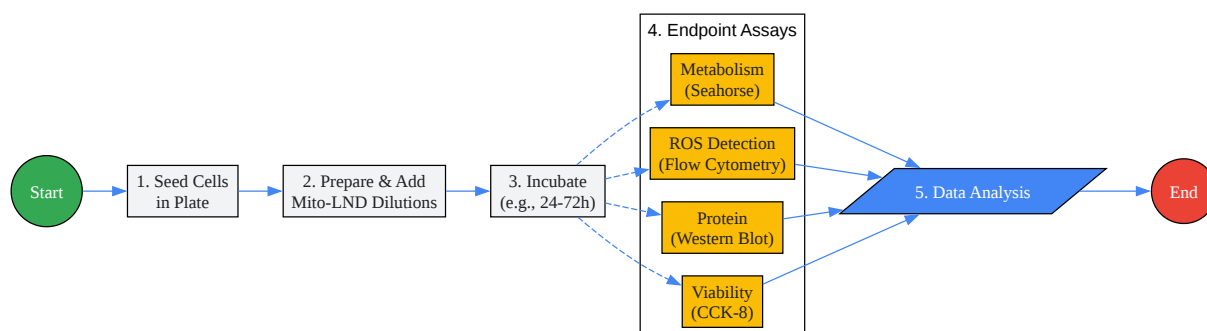 Start
1. Seed Cells
in Plate
2. Prepare & Add
Mito-LND Dilutions
3. Incubate
(e.g., 24-72h)
4. Endpoint Assays
Metabolism
(Seahorse)
ROS Detection
(Flow Cytometry)
Protein
(Western Blot)
Viability
(CCK-8)
5. Data Analysis
End